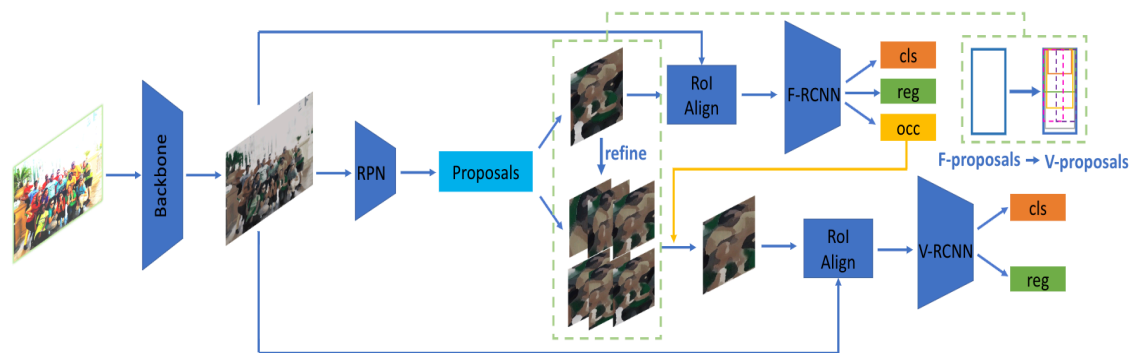 Backbone
RPN
Proposals
refine
RoI
Align
F-RCNN
cls
reg
occ
F-proposals
V-proposals
RoI
Align
V-RCNN
cls
reg